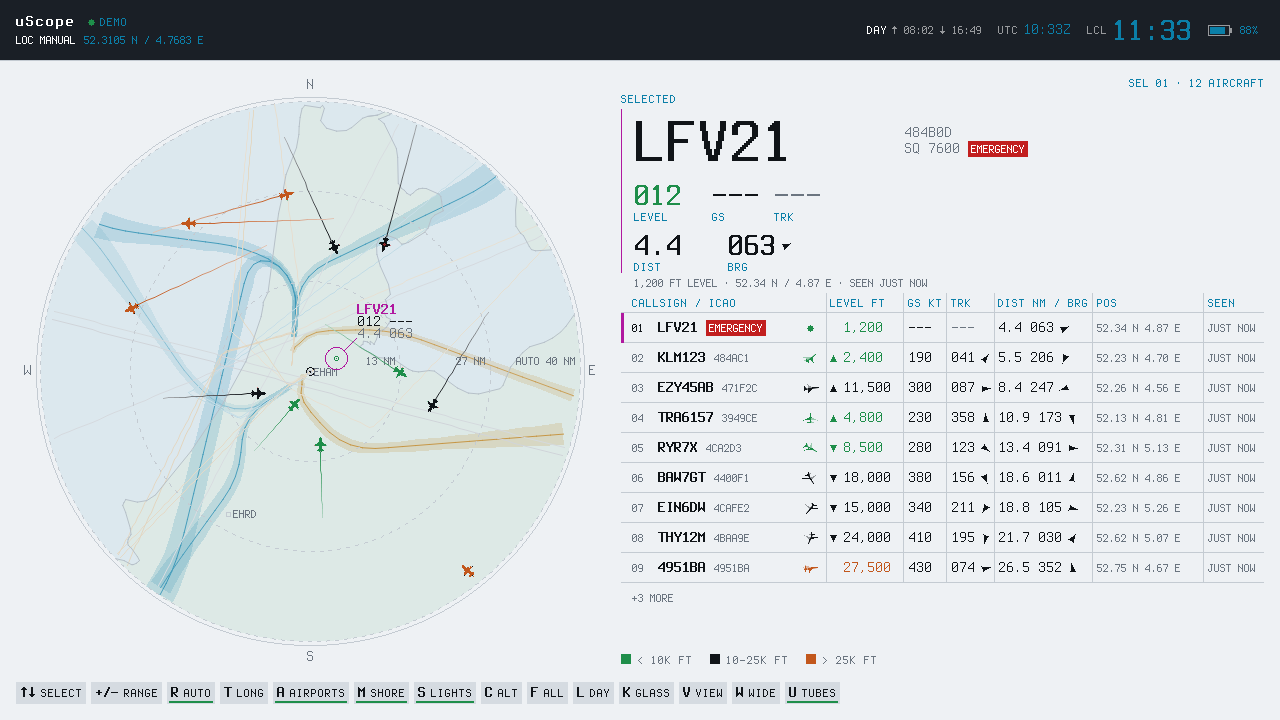 uScope DEMO
LOC MANUAL 52.3105 N / 4.7683 E
DAY ↑ 08:02 ↓ 16:49 UTC 10:33Z LCL 11:33 88%
SEL 01 · 12 AIRCRAFT
SELECTED
LFV21
484B0D
SQ 7600 EMERGENCY
012 --- ---
LEVEL GS TRK
4.4 063
DIST BRG
1,200 FT LEVEL · 52.34 N / 4.87 E · SEEN JUST NOW
CALLSIGN / ICAO LEVEL FT GS KT TRK DIST NM / BRG POS SEEN
01 LFV21 EMERGENCY 1,200 --- --- 4.4 063 52.34 N 4.87 E JUST NOW
02 KLM123 484AC1 ▲ 2,400 190 041 5.5 206 52.23 N 4.70 E JUST NOW
03 EZY45AB 471F2C ▲ 11,500 300 087 8.4 247 52.26 N 4.56 E JUST NOW
04 TRA6157 3949CE ▲ 4,800 230 358 10.9 173 52.13 N 4.81 E JUST NOW
05 RYR7X 4CA2D3 ▼ 8,500 280 123 13.4 091 52.31 N 5.13 E JUST NOW
06 BAW7GT 4400F1 ▼ 18,000 380 156 18.6 011 52.62 N 4.86 E JUST NOW
07 EIN6DW 4CAFE2 ▼ 15,000 340 211 18.8 105 52.23 N 5.26 E JUST NOW
08 THY12M 4BAA9E ▼ 24,000 410 195 21.7 030 52.62 N 5.07 E JUST NOW
09 4951BA 4951BA 27,500 430 074 26.5 352 52.75 N 4.67 E JUST NOW
+3 MORE
< 10K FT 10-25K FT > 25K FT
N
W
E
S
LFV21
012 ---
4.4 063
13 NM 27 NM AUTO 40 NM
EHAM
EHRD
↑↓ SELECT +/- RANGE R AUTO T LONG A AIRPORTS M SHORE S LIGHTS C ALT F ALL L DAY K GLASS V VIEW W WIDE U TUBES